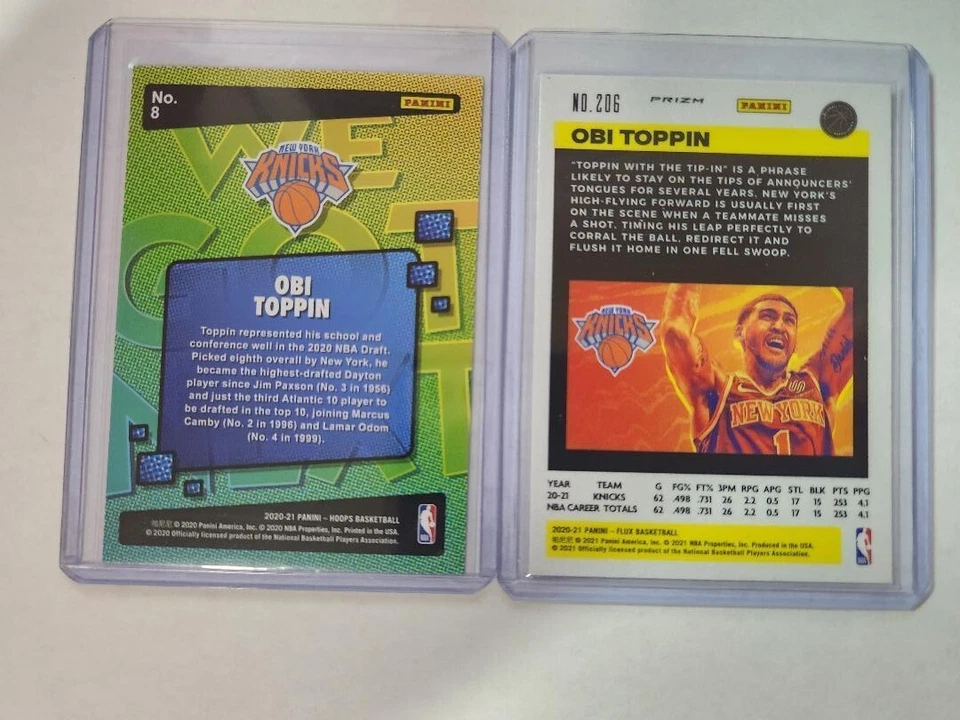 No.
8
PANINI
WE
GOT
NEW YORK
KNICKS
OBI
TOPPIN
Toppin represented his school and
conference well in the 2020 NBA Draft.
Picked eighth overall by New York, he
became the highest-drafted Dayton
player since Jim Paxson (No. 3 in 1956)
and just the third Atlantic 10 player to
be drafted in the top 10, joining Marcus
Camby (No. 2 in 1996) and Lamar Odom
(No. 4 in 1999).
2020-21 PANINI – HOOPS BASKETBALL
帕尼尼 © 2020 Panini America, Inc. © 2020 NBA Properties, Inc. Printed in the USA.
© 2020 Officially licensed product of the National Basketball Players Association.
NBA
NO. 206
PRIZM
PANINI
OBI TOPPIN
"TOPPIN WITH THE TIP-IN" IS A PHRASE
LIKELY TO STAY ON THE TIPS OF ANNOUNCERS'
TONGUES FOR SEVERAL YEARS. NEW YORK'S
HIGH-FLYING FORWARD IS USUALLY FIRST
ON THE SCENE WHEN A TEAMMATE MISSES
A SHOT. TIMING HIS LEAP PERFECTLY TO
CORRAL THE BALL. REDIRECT IT AND
FLUSH IT HOME IN ONE FELL SWOOP.
NEW YORK
KNICKS
NEW YORK
1
YEAR TEAM G FG% FT% 3PM RPG APG STL BLK PTS PPG
20-21 KNICKS 62 .498 .731 26 2.2 0.5 17 15 253 4.1
NBA CAREER TOTALS 62 .498 .731 26 2.2 0.5 17 15 253 4.1
2020-21 PANINI – FLUX BASKETBALL
帕尼尼 © 2021 Panini America, Inc. © 2021 NBA Properties, Inc. Produced in the USA.
© 2021 Officially licensed product of the National Basketball Players Association.
NBA